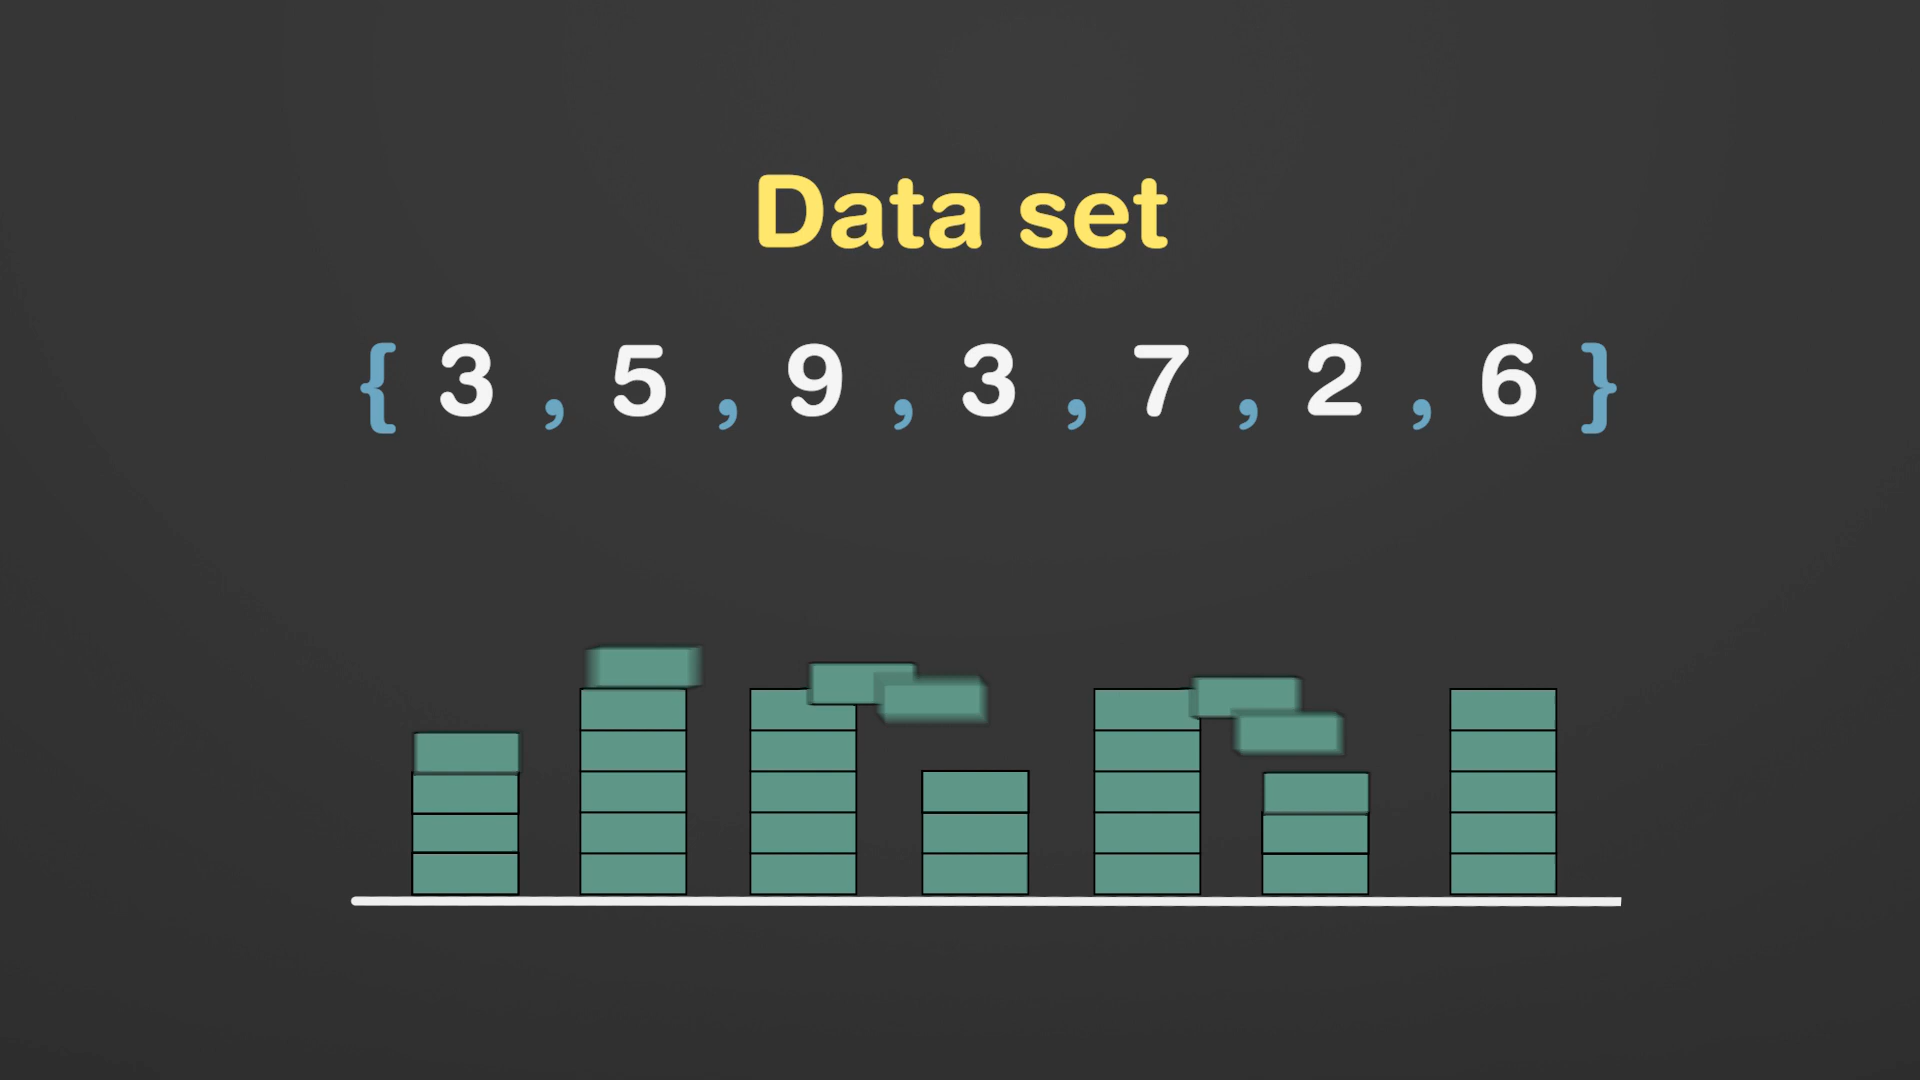 Data set
{ 3 , 5 , 9 , 3 , 7 , 2 , 6 }